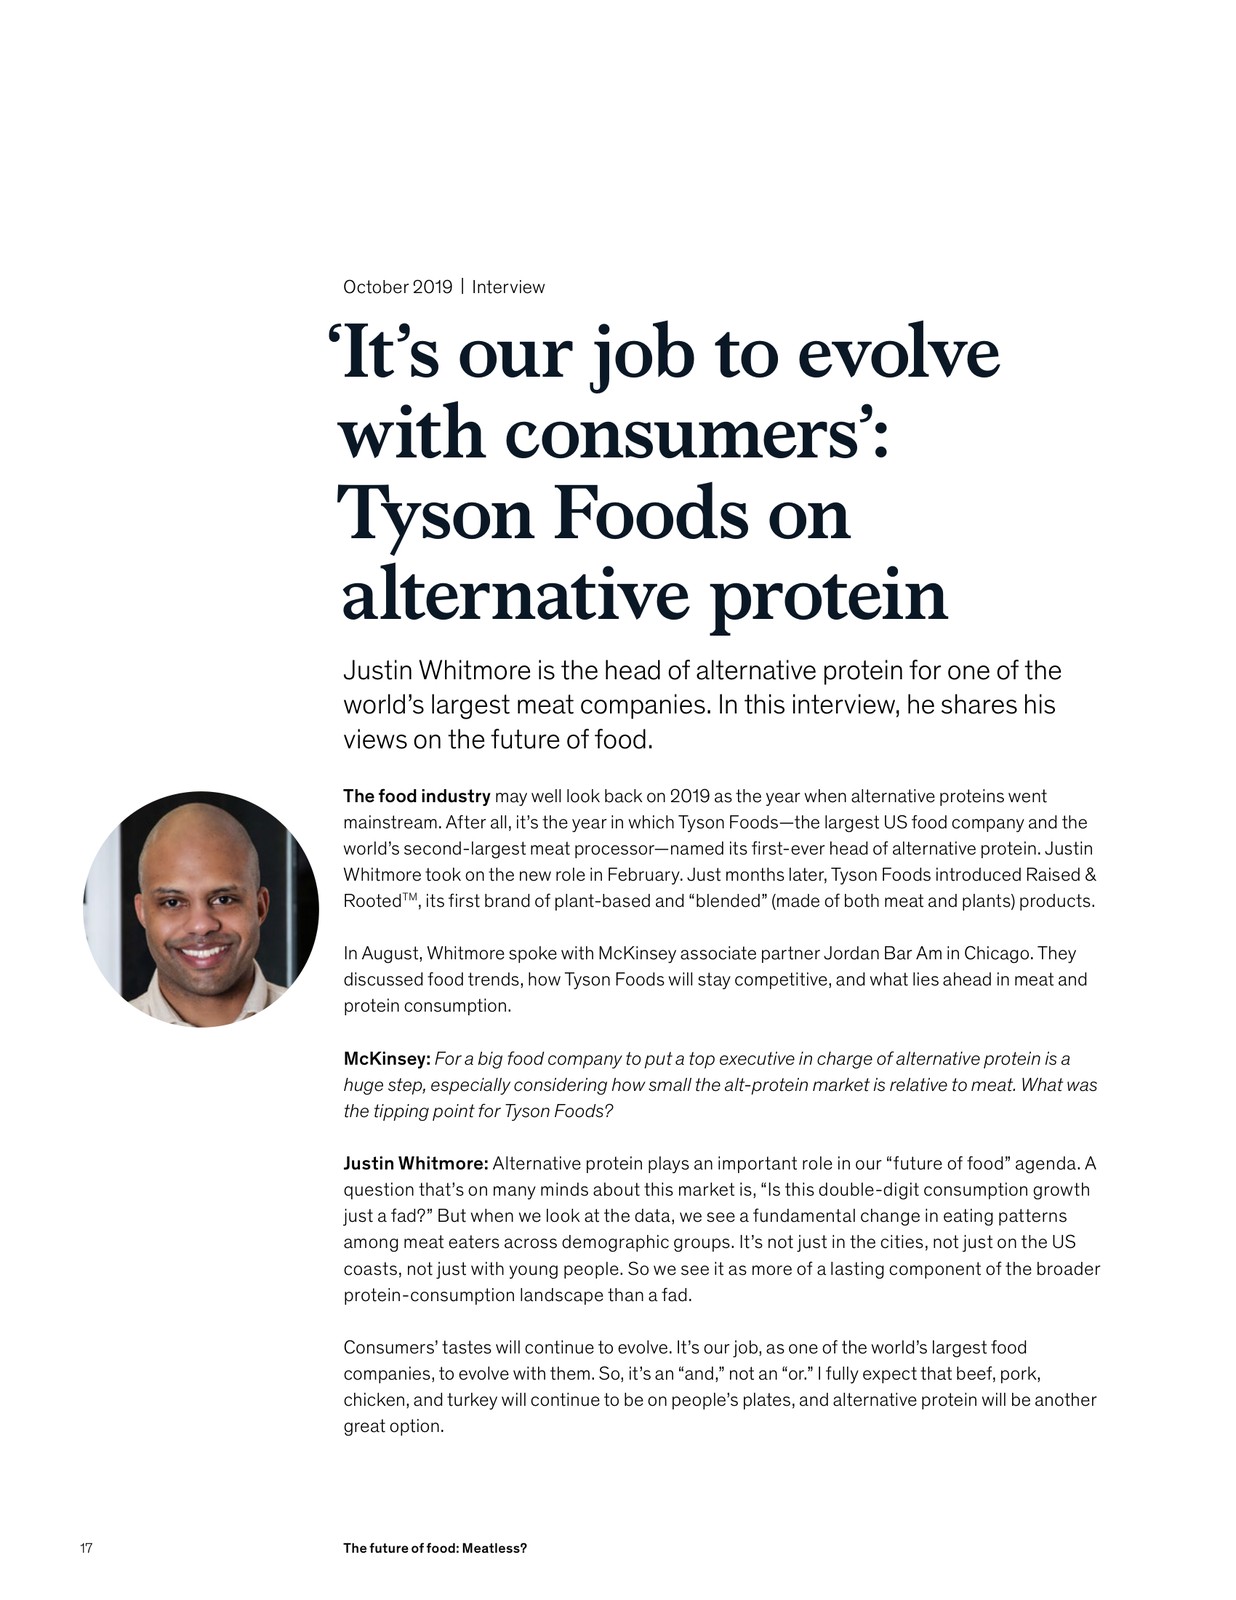 October 2019 | Interview
‘It’s our job to evolve
with consumers’:
Tyson Foods on
alternative protein
Justin Whitmore is the head of alternative protein for one of the
world’s largest meat companies. In this interview, he shares his
views on the future of food.
The food industry may well look back on 2019 as the year when alternative proteins went
mainstream. After all, it’s the year in which Tyson Foods—the largest US food company and the
world’s second-largest meat processor—named its first-ever head of alternative protein. Justin
Whitmore took on the new role in February. Just months later, Tyson Foods introduced Raised &
Rooted™, its first brand of plant-based and “blended” (made of both meat and plants) products.
In August, Whitmore spoke with McKinsey associate partner Jordan Bar Am in Chicago. They
discussed food trends, how Tyson Foods will stay competitive, and what lies ahead in meat and
protein consumption.
McKinsey: For a big food company to put a top executive in charge of alternative protein is a
huge step, especially considering how small the alt-protein market is relative to meat. What was
the tipping point for Tyson Foods?
Justin Whitmore: Alternative protein plays an important role in our “future of food” agenda. A
question that’s on many minds about this market is, “Is this double-digit consumption growth
just a fad?” But when we look at the data, we see a fundamental change in eating patterns
among meat eaters across demographic groups. It’s not just in the cities, not just on the US
coasts, not just with young people. So we see it as more of a lasting component of the broader
protein-consumption landscape than a fad.
Consumers’ tastes will continue to evolve. It’s our job, as one of the world’s largest food
companies, to evolve with them. So, it’s an “and,” not an “or.” I fully expect that beef, pork,
chicken, and turkey will continue to be on people’s plates, and alternative protein will be another
great option.
17
The future of food: Meatless?